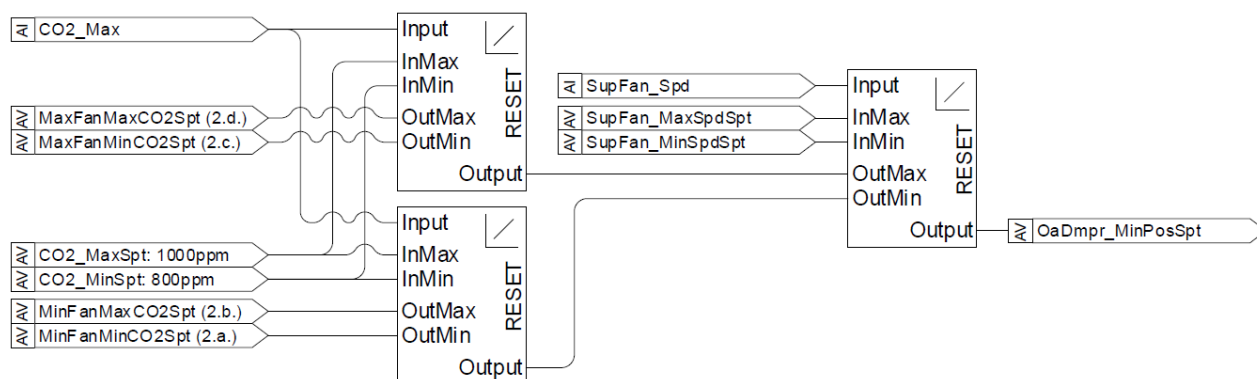 AI CO2_Max
AV MaxFanMaxCO2Spt (2.d.)
AV MaxFanMinCO2Spt (2.c.)
Input
InMax
InMin
OutMax
OutMin
RESET
Output
AV CO2_MaxSpt: 1000ppm
AV CO2_MinSpt: 800ppm
AV MinFanMaxCO2Spt (2.b.)
AV MinFanMinCO2Spt (2.a.)
Input
InMax
InMin
OutMax
OutMin
RESET
Output
AI SupFan_Spd
AV SupFan_MaxSpdSpt
AV SupFan_MinSpdSpt
Input
InMax
InMin
OutMax
OutMin
RESET
Output
AV OaDmpr_MinPosSpt